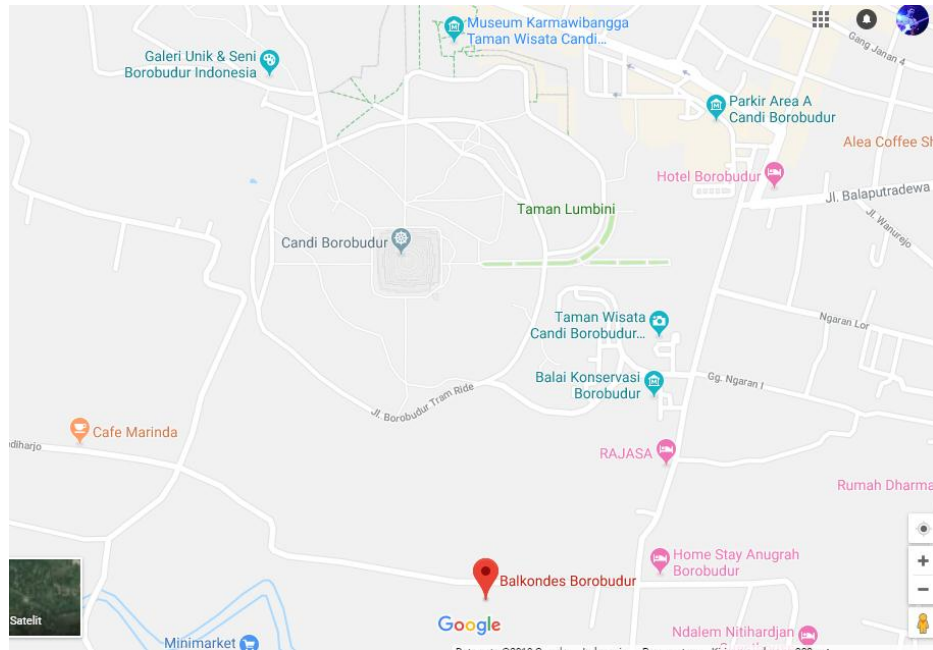 Museum Karmawibangga
Taman Wisata Candi...
Galeri Unik & Seni
Borobudur Indonesia
Gang Janan 4
Parkir Area A
Candi Borobudur
Alea Coffee Sh
Hotel Borobudur
Jl. Balaputradewa
Jl. Wanurejo
Taman Lumbini
Candi Borobudur
Taman Wisata
Candi Borobudur...
Ngaran Lor
Balai Konservasi
Borobudur
Gg. Ngaran I
Jl. Borobudur Tram Ride
Cafe Marinda
diharjo
RAJASA
Rumah Dharma
Home Stay Anugrah
Borobudur
Balkondes Borobudur
Satelit
Google
Minimarket
Ndalem Nitihardjan